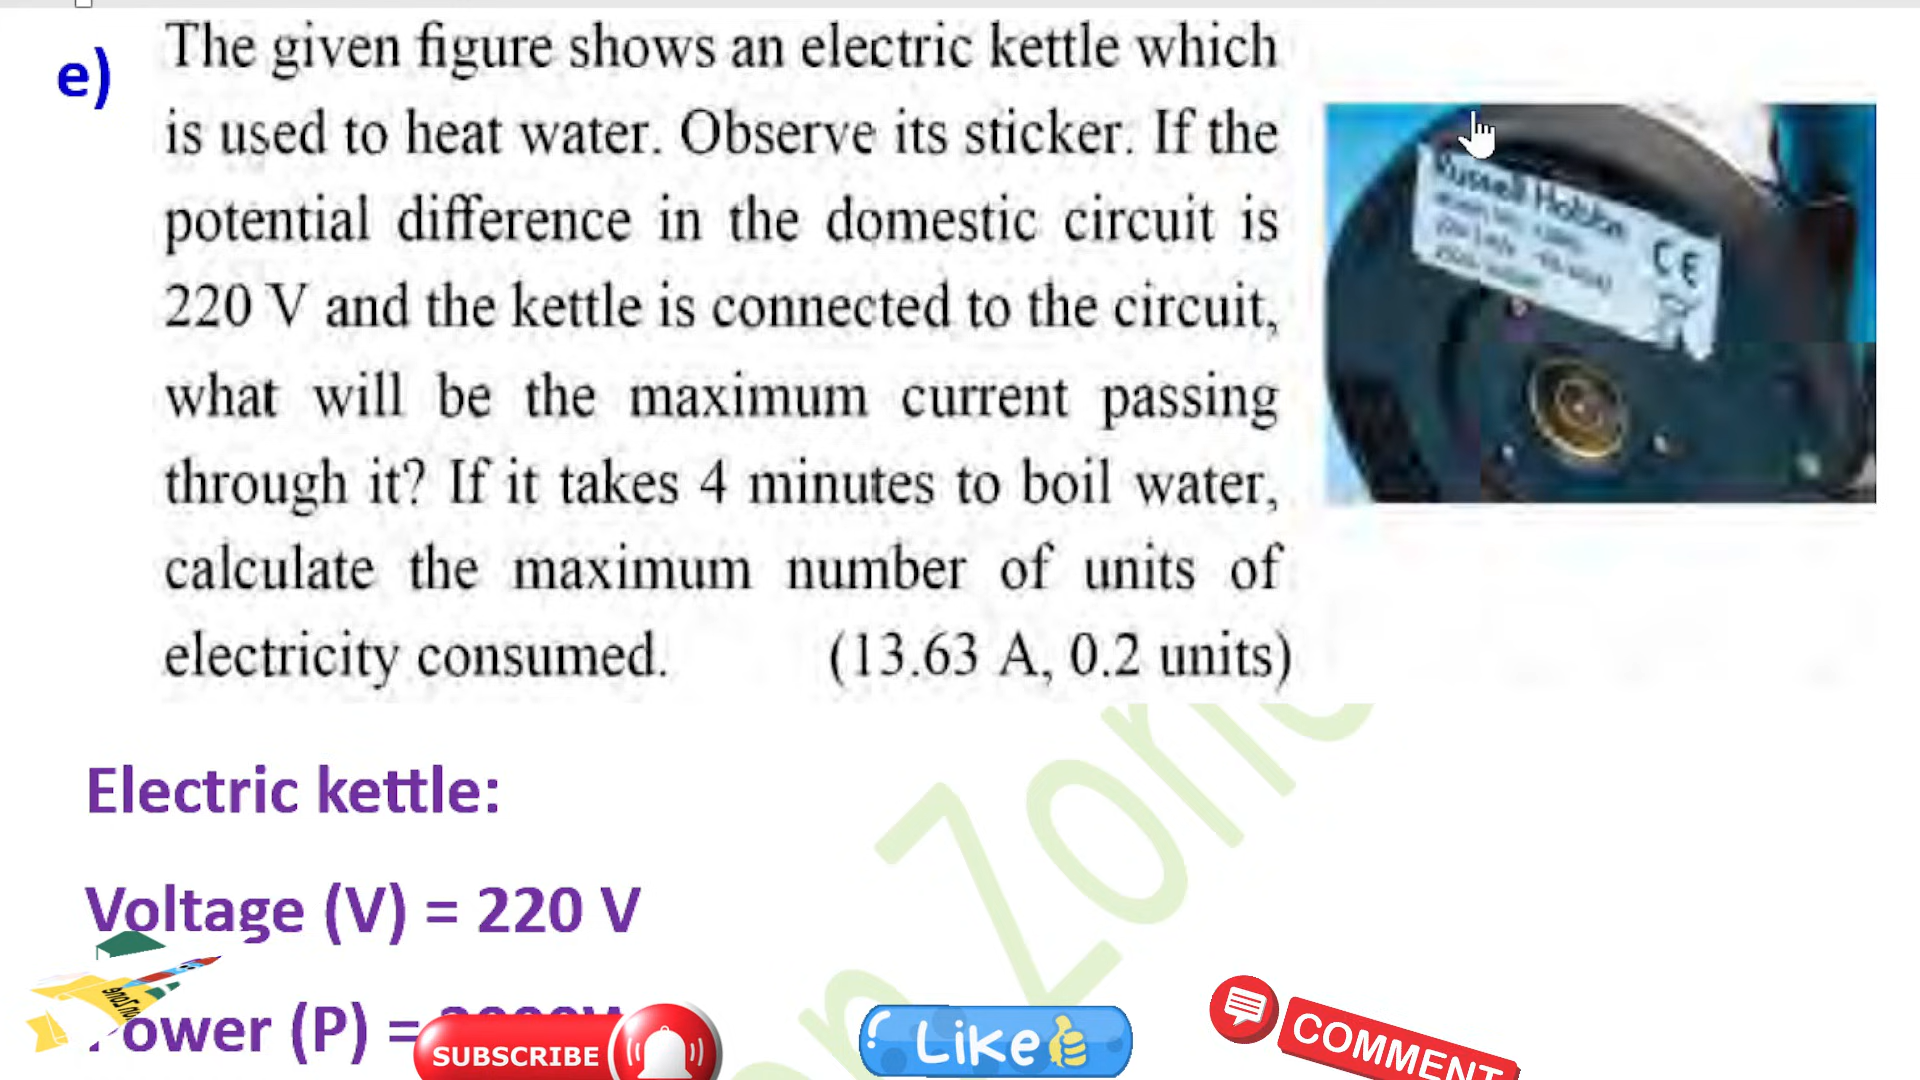 e)
The given figure shows an electric kettle which
is used to heat water. Observe its sticker. If the
potential difference in the domestic circuit is
220 V and the kettle is connected to the circuit,
what will be the maximum current passing
through it? If it takes 4 minutes to boil water,
calculate the maximum number of units of
electricity consumed. (13.63 A, 0.2 units)
Russell Hobbs
CE
Electric kettle:
Voltage (V) = 220 V
Power (P) =
SUBSCRIBE
Like
COMMENT
Zone